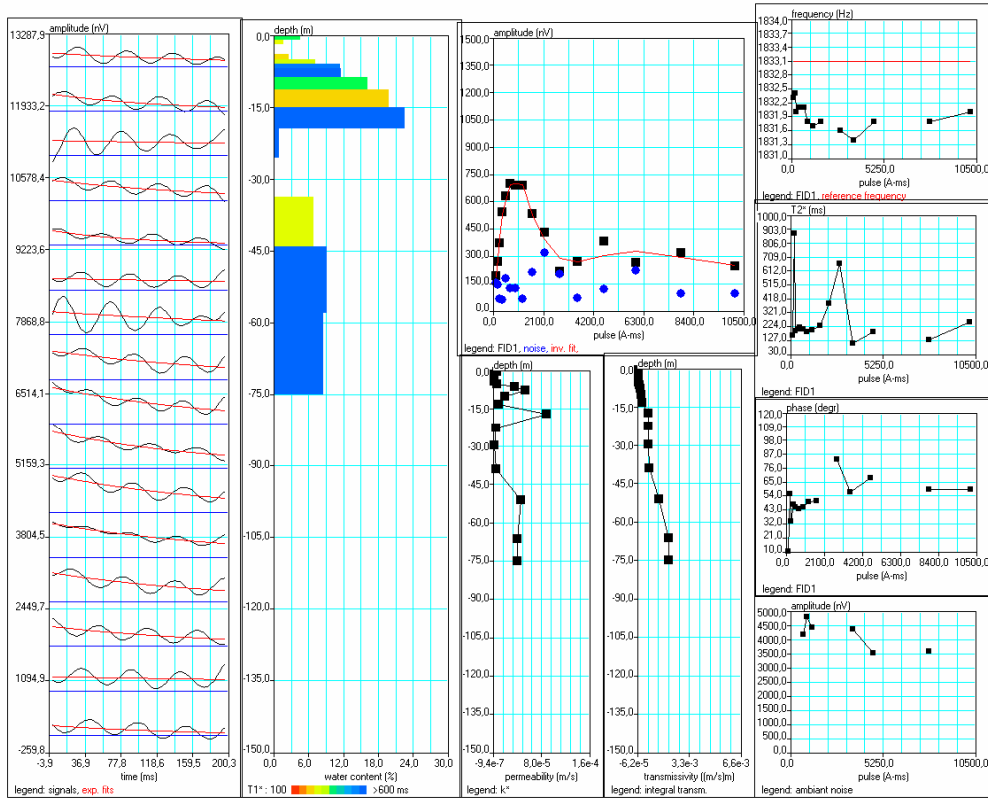 amplitude (nV)
13287,9
11933,2
10578,4
9223,6
7868,8
6514,1
5159,3
3804,5
2449,7
1094,9
-259,8
-3,9 36,9 77,8 118,6 159,5 200,3
time (ms)
legend: signals, exp. fits
depth (m)
0,0
-15,0
-30,0
-45,0
-60,0
-75,0
-90,0
-105,0
-120,0
-135,0
-150,0
0,0 6,0 12,0 18,0 24,0 30,0
water content (%)
T1* : 100 >600 ms
amplitude (nV)
1500,0
1350,0
1200,0
1050,0
900,0
750,0
600,0
450,0
300,0
150,0
0,0
0,0 2100,0 4000,0 6300,0 8400,0 10500,0
pulse (A-ms)
legend: FID1, noise, inv. fit,
depth (m)
0,0
-15,0
-30,0
-45,0
-60,0
-75,0
-90,0
-105,0
-120,0
-135,0
-150,0
-9.4e-7 8,0e-5 1,6e-4
permeability (m/s)
legend: k*
depth (m)
0,0
-15,0
-30,0
-45,0
-60,0
-75,0
-90,0
-105,0
-120,0
-135,0
-150,0
-6,2e-5 3,3e-3 6,6e-3
transmissivity ((m/s)m)
legend: integral transm.
frequency (Hz)
1834,0
1833,7
1833,4
1833,1
1832,8
1832,5
1832,2
1831,9
1831,6
1831,3
1831,0
0,0 5250,0 10500,0
pulse (A-ms)
legend: FID1, reference frequency
T2* (ms)
1000,0
903,0
806,0
709,0
612,0
515,0
418,0
321,0
224,0
127,0
30,0
0,0 5250,0 10500,0
pulse (A-ms)
legend: FID1
phase (degr)
120,0
109,0
98,0
87,0
76,0
65,0
54,0
43,0
32,0
21,0
10,0
0,0 2100,0 4200,0 6300,0 8400,0 10500,0
pulse (A-ms)
legend: FID1
amplitude (nV)
5000,0
4500,0
4000,0
3500,0
3000,0
2500,0
2000,0
1500,0
1000,0
500,0
0,0
0,0 5250,0 10500,0
pulse (A-ms)
legend: ambient noise